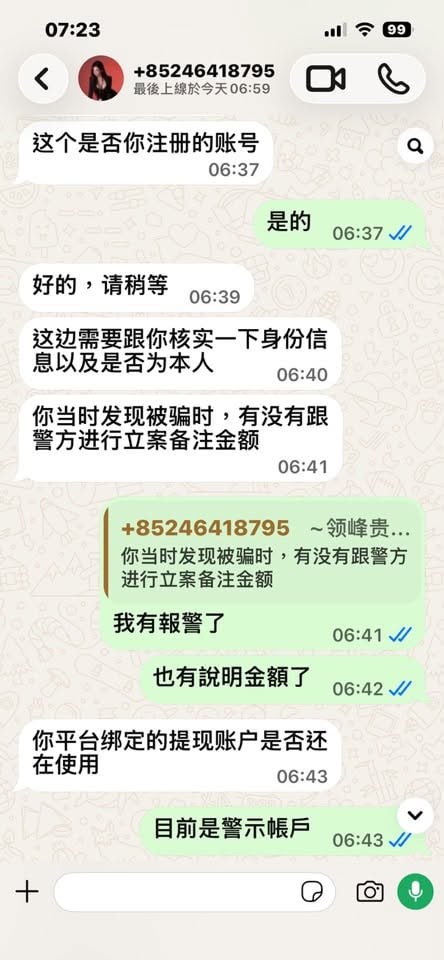 07:23
99
+85246418795
最後上線於今天06:59
这个是否你注册的账号
06:37
是的
06:37
好的，请稍等
06:39
这边需要跟你核实一下身份信
息以及是否为本人
06:40
你当时发现被骗时，有没有跟
警方进行立案备注金额
06:41
+85246418795 ~领峰贵...
你当时发现被骗时，有没有跟警方
进行立案备注金额
我有報警了
06:41
也有說明金額了
06:42
你平台绑定的提现账户是否还
在使用
06:43
目前是警示帳戶
06:43